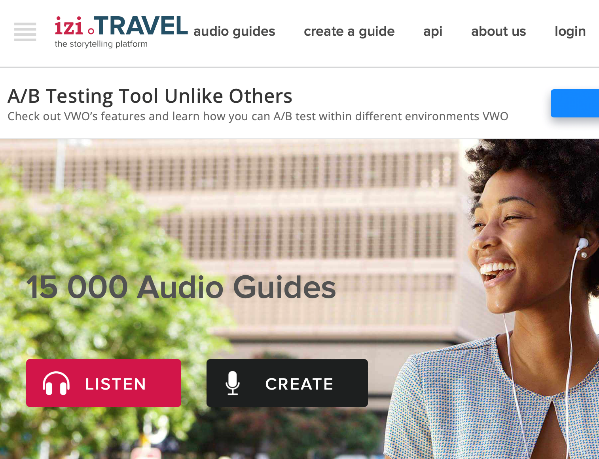 izi.TRAVEL
the storytelling platform
audio guides create a guide api about us login
A/B Testing Tool Unlike Others
Check out VWO's features and learn how you can A/B test within different environments VWO
15 000 Audio Guides
LISTEN
CREATE